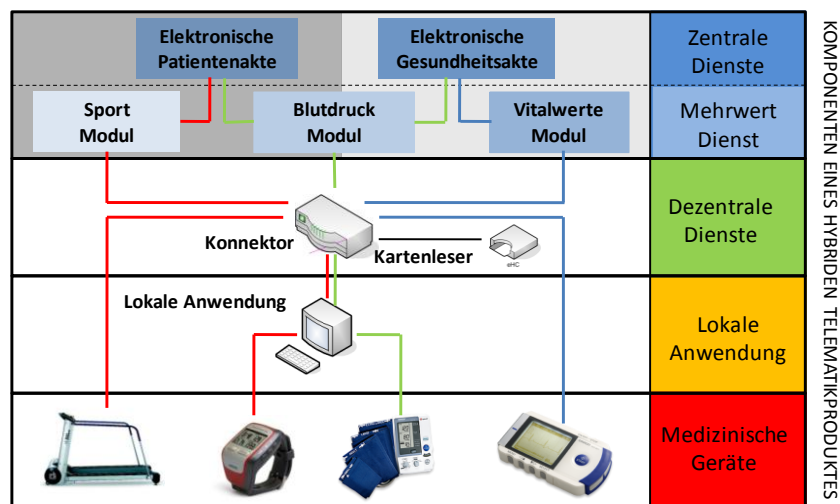 Elektronische
Patientenakte
Elektronische
Gesundheitsakte
Zentrale
Dienste
Sport
Modul
Blutdruck
Modul
Vitalwerte
Modul
Mehrwert
Dienst
Konnektor
Kartenleser
eHC
Dezentrale
Dienste
Lokale Anwendung
Lokale
Anwendung
Medizinische
Geräte
KOMPONENTEN EINES HYBRIDEN TELEMATIKPRODUKTES